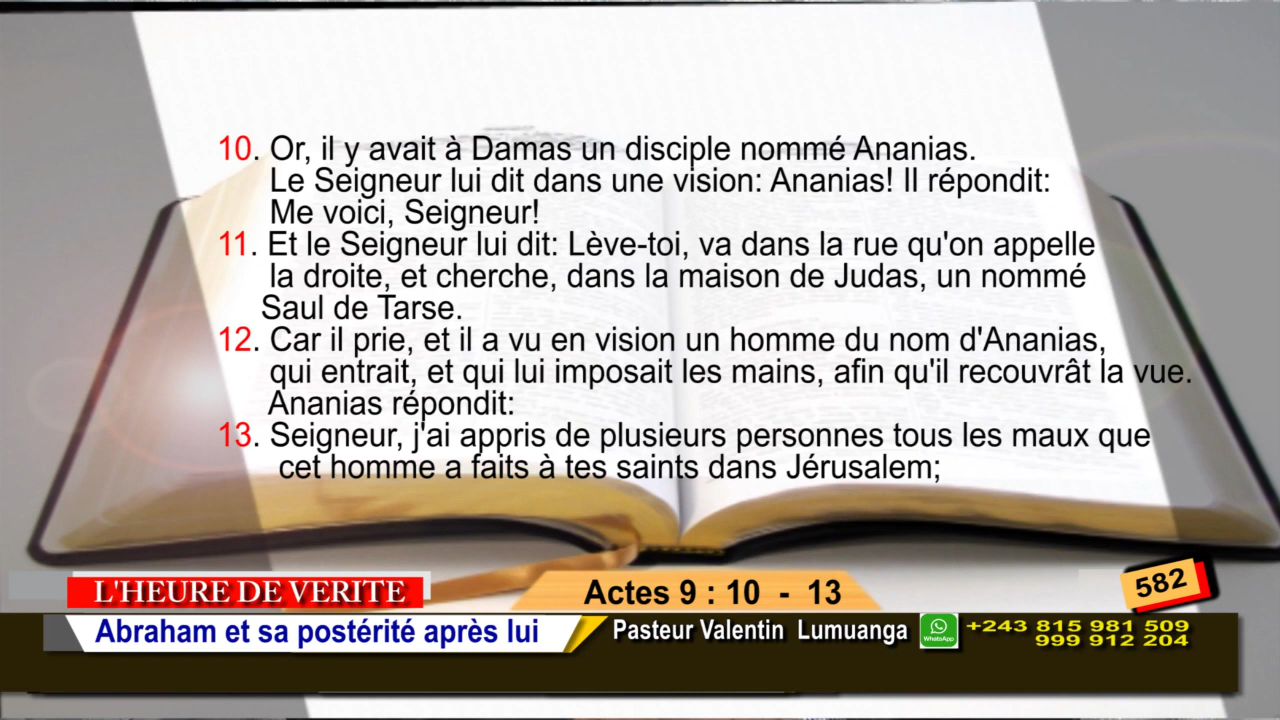 10. Or, il y avait à Damas un disciple nommé Ananias.
Le Seigneur lui dit dans une vision: Ananias! Il répondit:
Me voici, Seigneur!
11. Et le Seigneur lui dit: Lève-toi, va dans la rue qu'on appelle
la droite, et cherche, dans la maison de Judas, un nommé
Saul de Tarse.
12. Car il prie, et il a vu en vision un homme du nom d'Ananias,
qui entrait, et qui lui imposait les mains, afin qu'il recouvrât la vue.
Ananias répondit:
13. Seigneur, j'ai appris de plusieurs personnes tous les maux que
cet homme a faits à tes saints dans Jérusalem;
L'HEURE DE VERITE
Actes 9 : 10 - 13
582
Abraham et sa postérité après lui
Pasteur Valentin Lumuanga
WhatsApp
+243 815 981 509
999 912 204